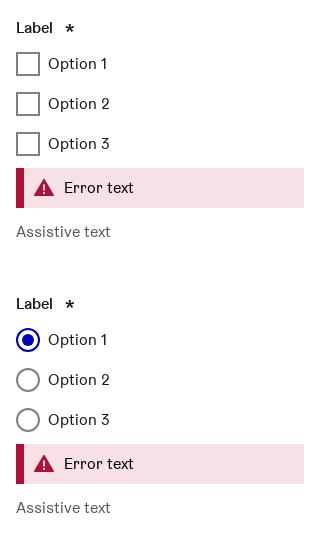 Label *
Option 1
Option 2
Option 3
Error text
Assistive text
Label *
Option 1
Option 2
Option 3
Error text
Assistive text